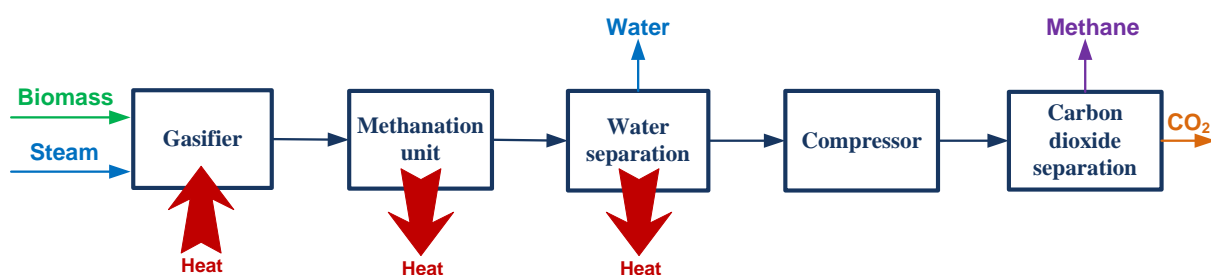 Water
Methane
Biomass
Steam
Gasifier
Methanation
unit
Water
separation
Compressor
Carbon
dioxide
separation
CO₂
Heat
Heat
Heat